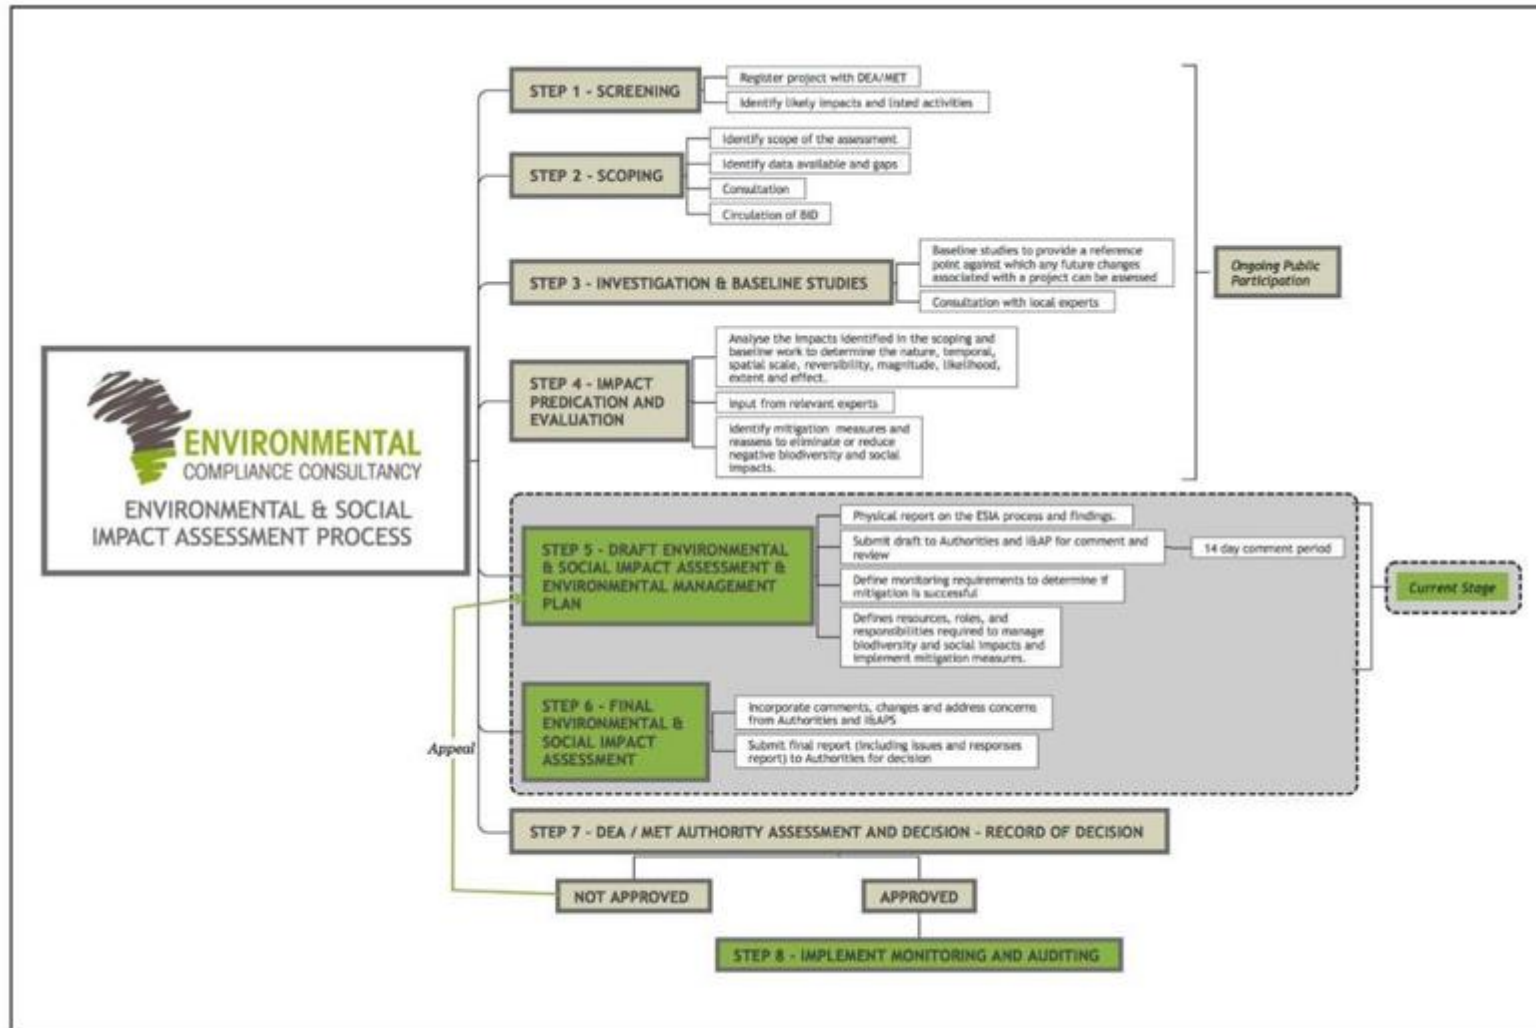 ENVIRONMENTAL
COMPLIANCE CONSULTANCY
ENVIRONMENTAL & SOCIAL
IMPACT ASSESSMENT PROCESS
STEP 1 - SCREENING
Register project with DEA/MET
Identify likely impacts and listed activities
STEP 2 - SCOPING
Identify scope of the assessment
Identify data available and gaps
Consultation
Circulation of BID
STEP 3 - INVESTIGATION & BASELINE STUDIES
Baseline studies to provide a reference
point against which any future changes
associated with a project can be assessed
Consultation with local experts
Ongoing Public
Participation
STEP 4 - IMPACT
PREDICATION AND
EVALUATION
Analyse the impacts identified in the scoping and
baseline work to determine the nature, temporal,
spatial scale, reversibility, magnitude, likelihood,
extent and effect.
Input from relevant experts
Identify mitigation measures and
reassess to eliminate or reduce
negative biodiversity and social
impacts.
STEP 5 - DRAFT ENVIRONMENTAL
& SOCIAL IMPACT ASSESSMENT &
ENVIRONMENTAL MANAGEMENT
PLAN
Physical report on the ESIA process and findings.
Submit draft to Authorities and I&AP for comment and
review
14 day comment period
Define monitoring requirements to determine if
mitigation is successful
Defines resources, roles, and
responsibilities required to manage
biodiversity and social impacts and
implement mitigation measures.
Current Stage
STEP 6 - FINAL
ENVIRONMENTAL &
SOCIAL IMPACT
ASSESSMENT
Incorporate comments, changes and address concerns
from Authorities and I&APS
Submit final report (including issues and responses
report) to Authorities for decision
Appeal
STEP 7 - DEA / MET AUTHORITY ASSESSMENT AND DECISION - RECORD OF DECISION
NOT APPROVED
APPROVED
STEP 8 - IMPLEMENT MONITORING AND AUDITING